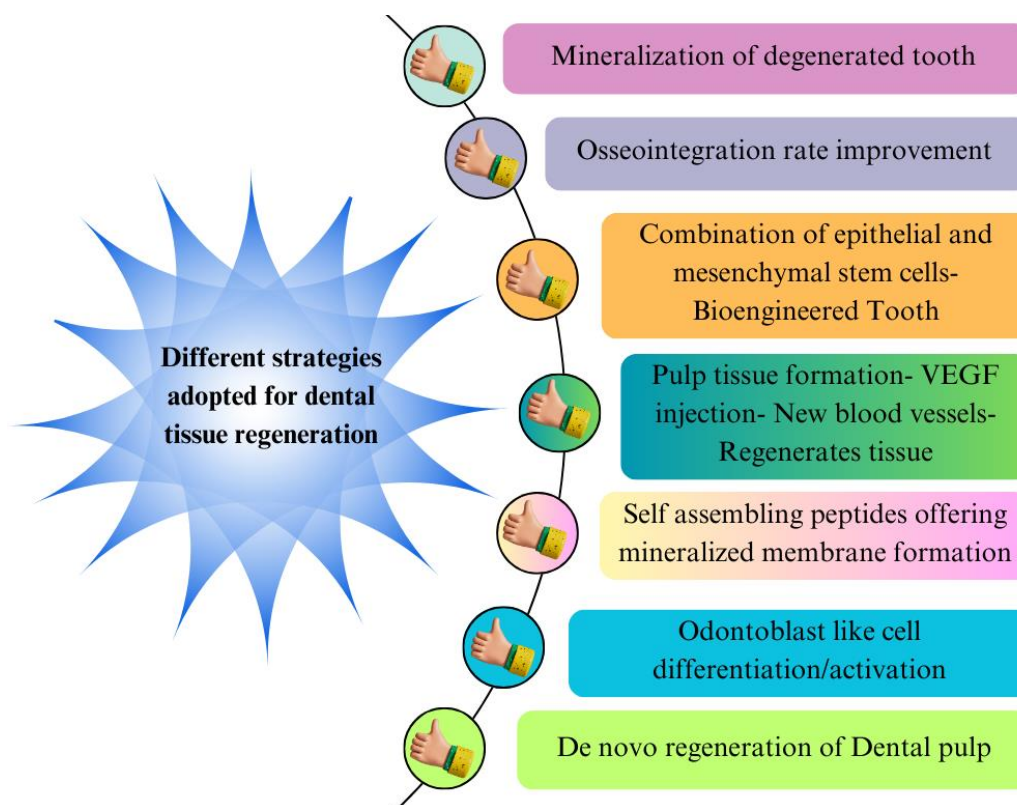 Different strategies
adopted for dental
tissue regeneration
Mineralization of degenerated tooth
Osseointegration rate improvement
Combination of epithelial and
mesenchymal stem cells-
Bioengineered Tooth
Pulp tissue formation- VEGF
injection- New blood vessels-
Regenerates tissue
Self assembling peptides offering
mineralized membrane formation
Odontoblast like cell
differentiation/activation
De novo regeneration of Dental pulp